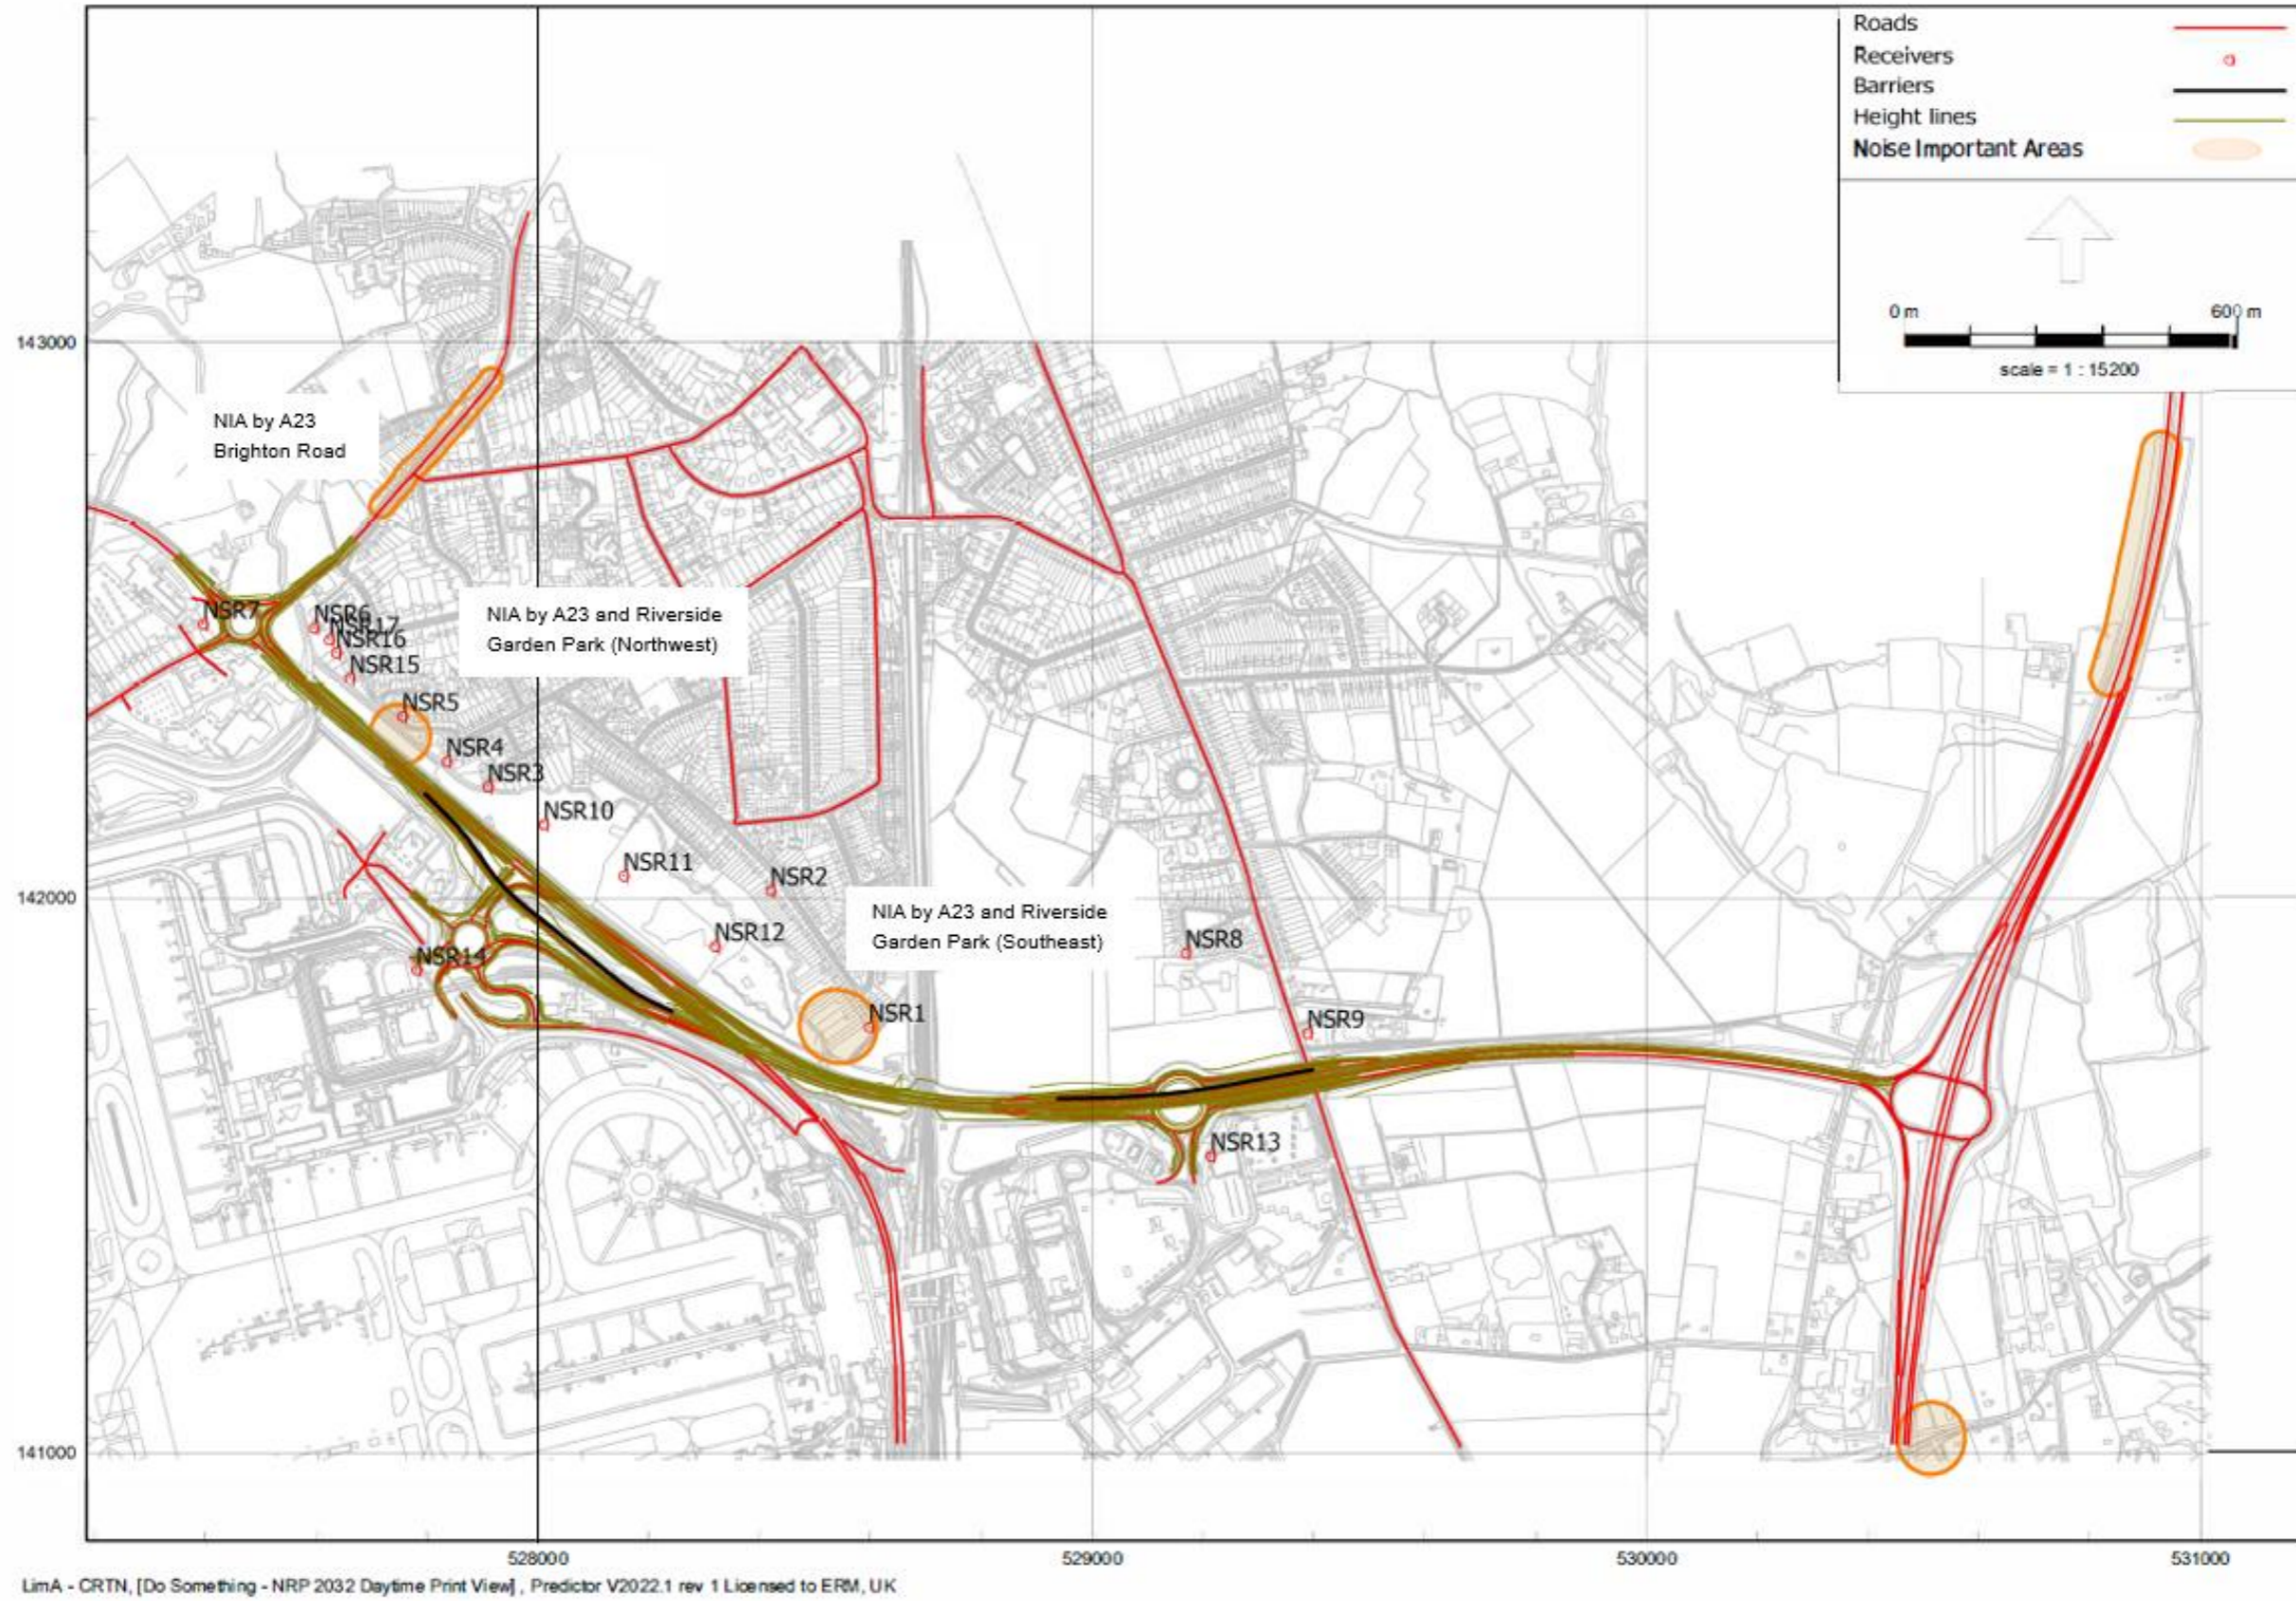 Roads
Receivers
Barriers
Height lines
Noise Important Areas
0 m 600 m
scale = 1 : 15200
143000
NIA by A23
Brighton Road
NSR7
NSR6
NSR17
NSR16
NSR15
NIA by A23 and Riverside
Garden Park (Northwest)
NSR5
NSR4
NSR3
NSR10
NSR11
NSR2
142000
NIA by A23 and Riverside
Garden Park (Southeast)
NSR12
NSR8
NSR14
NSR1
NSR9
NSR13
141000
528000 529000 530000 531000
LimA - CRTN, [Do Something - NRP 2032 Daytime Print View] , Predictor V2022.1 rev 1 Licensed to ERM, UK